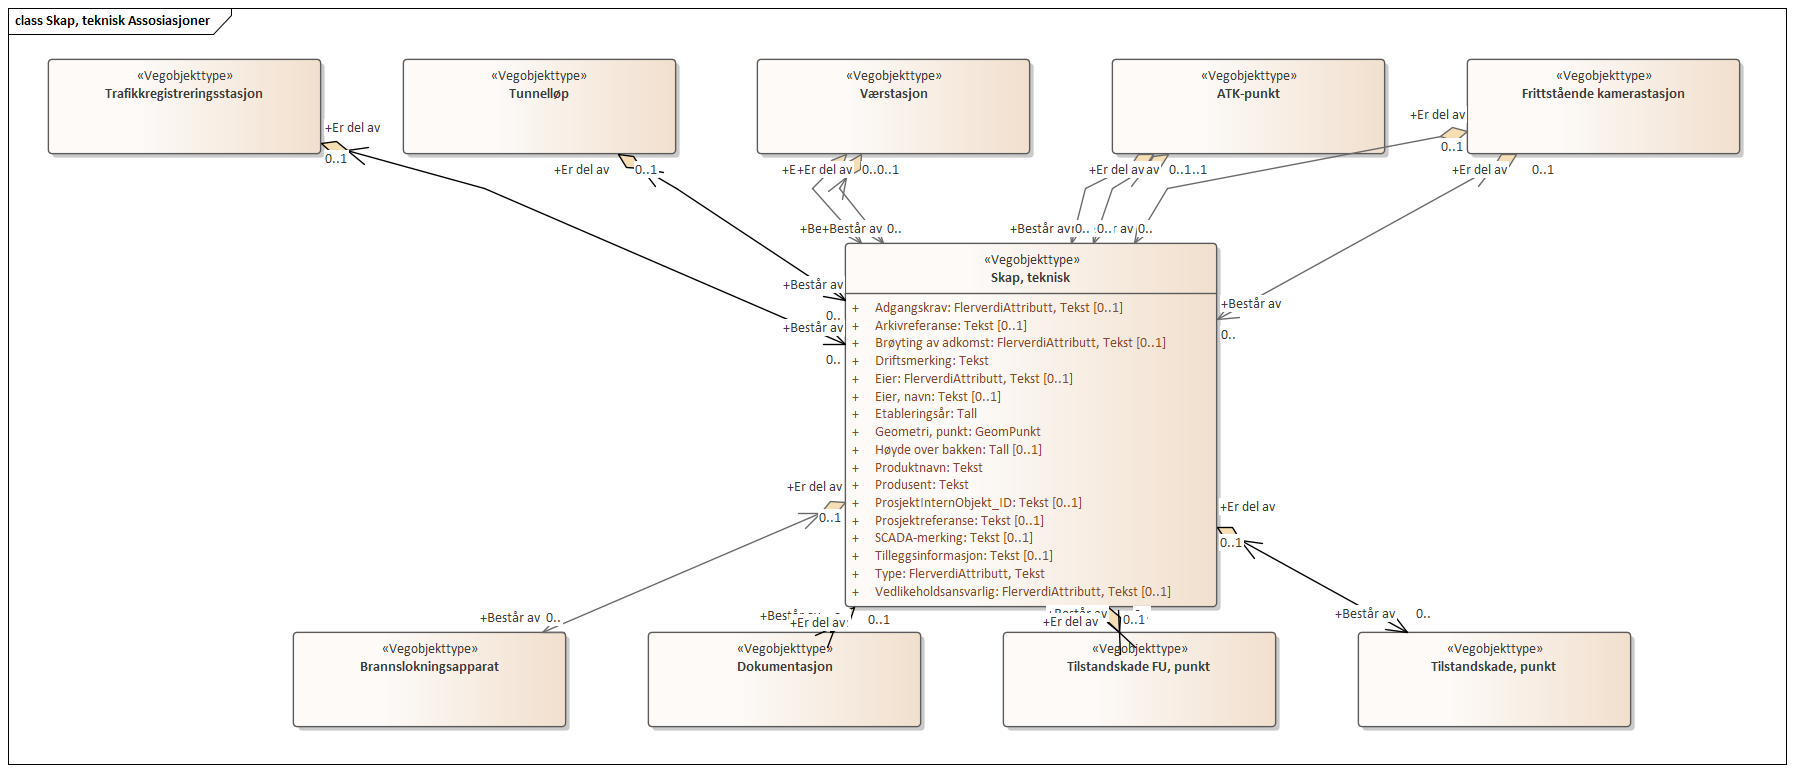 class Skap, teknisk Assosiasjoner
«Vegobjekttype»
Trafikkregistreringsstasjon
«Vegobjekttype»
Tunnelløp
«Vegobjekttype»
Værstasjon
«Vegobjekttype»
ATK-punkt
«Vegobjekttype»
Frittstående kamerastasjon
+Er del av
0..1
+Er del av
0..1
+E+Er del av
0..0..1
+Er del av av
0..1..1
+Er del av
0..1
+Er del av
0..1
+Be+Består av 0..
+Består av
0..
0..
r av 0..
+Består av
0..
+Består av
0..
+Består av
0..
«Vegobjekttype»
Skap, teknisk
+ Adgangskrav: FlerverdiAttributt, Tekst [0..1]
+ Arkivreferanse: Tekst [0..1]
+ Brøyting av adkomst: FlerverdiAttributt, Tekst [0..1]
+ Driftsmerking: Tekst
+ Eier: FlerverdiAttributt, Tekst [0..1]
+ Eier, navn: Tekst [0..1]
+ Etableringsår: Tall
+ Geometri, punkt: GeomPunkt
+ Høyde over bakken: Tall [0..1]
+ Produktnavn: Tekst
+ Produsent: Tekst
+ ProsjektInternObjekt_ID: Tekst [0..1]
+ Prosjektreferanse: Tekst [0..1]
+ SCADA-merking: Tekst [0..1]
+ Tilleggsinformasjon: Tekst [0..1]
+ Type: FlerverdiAttributt, Tekst
+ Vedlikeholdsansvarlig: FlerverdiAttributt, Tekst [0..1]
+Er del av
0..1
+Er del av
0..1
+Består av 0..
+Er del av
0..1
+Består av
+Er del av
0..1
+Består av
0..
«Vegobjekttype»
Brannslokningsapparat
«Vegobjekttype»
Dokumentasjon
«Vegobjekttype»
Tilstandskade FU, punkt
«Vegobjekttype»
Tilstandskade, punkt